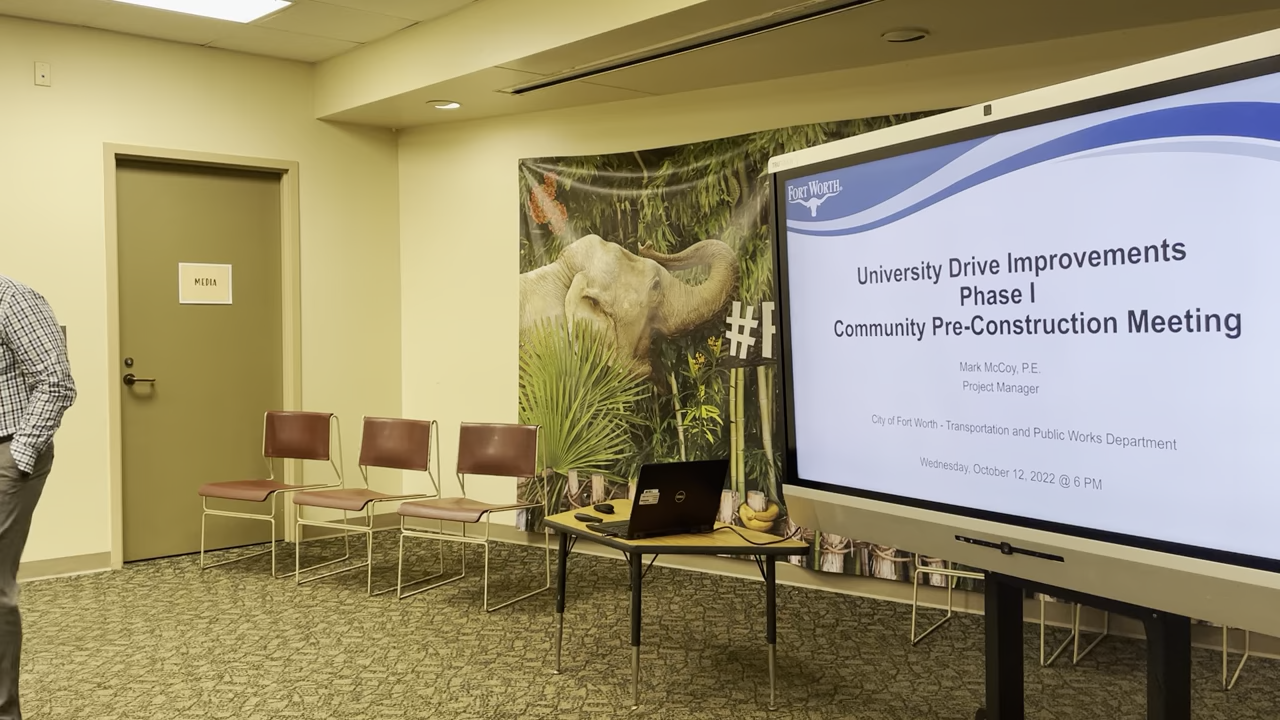 MEDIA
#F
FORT WORTH
University Drive Improvements
Phase I
Community Pre-Construction Meeting
Mark McCoy, P.E.
Project Manager
City of Fort Worth - Transportation and Public Works Department
Wednesday, October 12, 2022 @ 6 PM
DELL